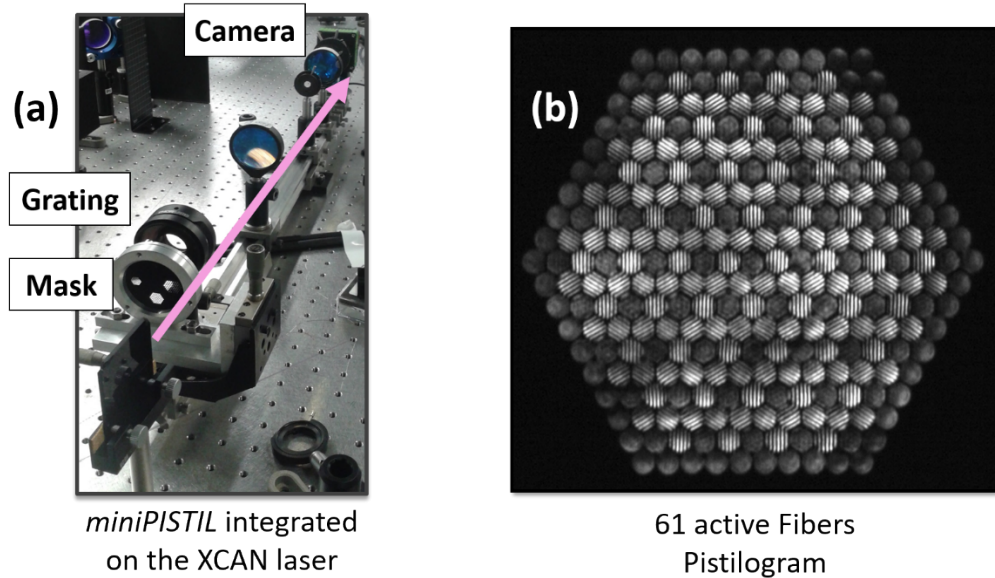 Camera
(a)
(b)
Grating
Mask
miniPISTIL integrated
on the XCAN laser
61 active Fibers
Pistilogram